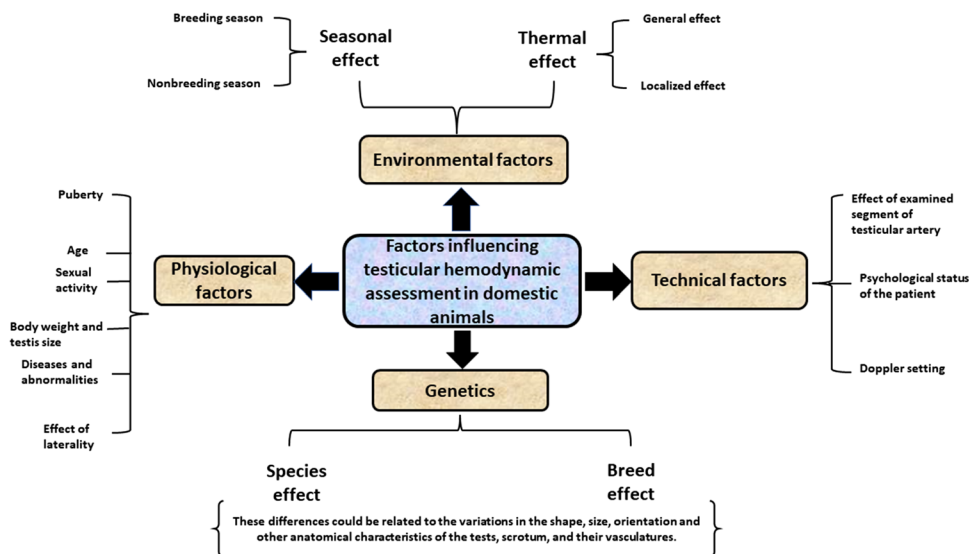 Breeding season
Nonbreeding season
Seasonal
effect
Thermal
effect
General effect
Localized effect
Environmental factors
Puberty
Age
Sexual
activity
Body weight and
testis size
Diseases and
abnormalities
Effect of
laterality
Physiological
factors
Factors influencing
testicular hemodynamic
assessment in domestic
animals
Technical factors
Effect of examined
segment of
testicular artery
Psychological status
of the patient
Doppler setting
Genetics
Species
effect
Breed
effect
These differences could be related to the variations in the shape, size, orientation and
other anatomical characteristics of the tests, scrotum, and their vasculatures.